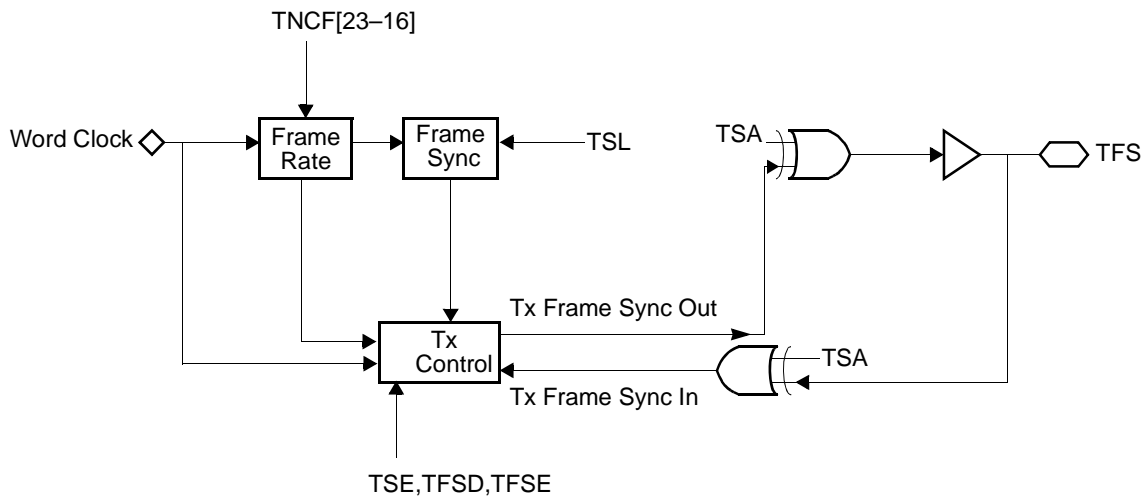 TNCF[23–16]
Word Clock
Frame
Rate
Frame
Sync
TSL
TSA
TFS
Tx Frame Sync Out
Tx
Control
TSA
Tx Frame Sync In
TSE,TFSD,TFSE